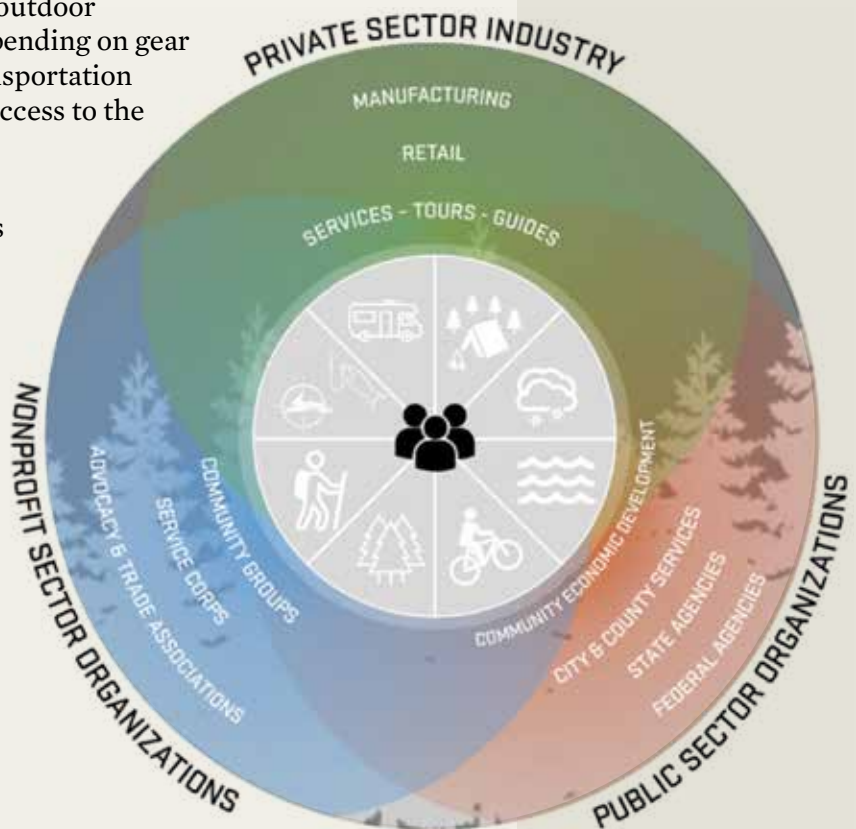 outdoor
pending on gear
nsportation
ccess to the
s
PRIVATE SECTOR INDUSTRY
MANUFACTURING
RETAIL
SERVICES - TOURS - GUIDES
NONPROFIT SECTOR ORGANIZATIONS
ADVOCACY & TRADE ASSOCIATIONS
SERVICE CORPS
COMMUNITY GROUPS
COMMUNITY ECONOMIC DEVELOPMENT
CITY & COUNTY SERVICES
STATE AGENCIES
FEDERAL AGENCIES
PUBLIC SECTOR ORGANIZATIONS